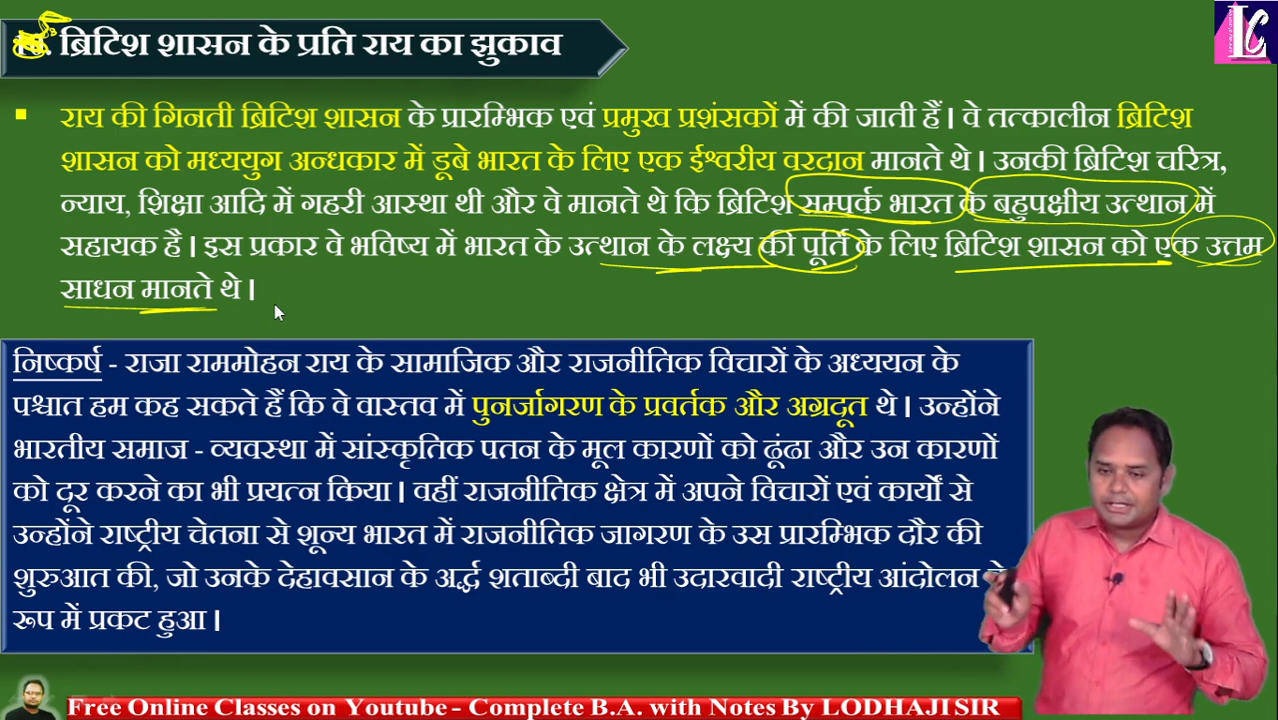 ब्रिटिश शासन के प्रति राय का झुकाव
राय की गिनती ब्रिटिश शासन के प्रारम्भिक एवं प्रमुख प्रशंसकों में की जाती हैं। वे तत्कालीन ब्रिटिश
शासन को मध्ययुग अन्धकार में डूबे भारत के लिए एक ईश्वरीय वरदान मानते थे। उनकी ब्रिटिश चरित्र,
न्याय, शिक्षा आदि में गहरी आस्था थी और वे मानते थे कि ब्रिटिश सम्पर्क भारत के बहुपक्षीय उत्थान में
सहायक है। इस प्रकार वे भविष्य में भारत के उत्थान के लक्ष्य की पूर्ति के लिए ब्रिटिश शासन को एक उत्तम
साधन मानते थे।
निष्कर्ष - राजा राममोहन राय के सामाजिक और राजनीतिक विचारों के अध्ययन के
पश्चात हम कह सकते हैं कि वे वास्तव में पुनर्जागरण के प्रवर्तक और अग्रदूत थे। उन्होंने
भारतीय समाज - व्यवस्था में सांस्कृतिक पतन के मूल कारणों को ढूंढा और उन कारणों
को दूर करने का भी प्रयत्न किया। वहीं राजनीतिक क्षेत्र में अपने विचारों एवं कार्यों से
उन्होंने राष्ट्रीय चेतना से शून्य भारत में राजनीतिक जागरण के उस प्रारम्भिक दौर की
शुरुआत की, जो उनके देहावसान के अर्द्ध शताब्दी बाद भी उदारवादी राष्ट्रीय आंदोलन
रूप में प्रकट हुआ।
Free Online Classes on Youtube - Complete B.A. with Notes By LODHAJI SIR